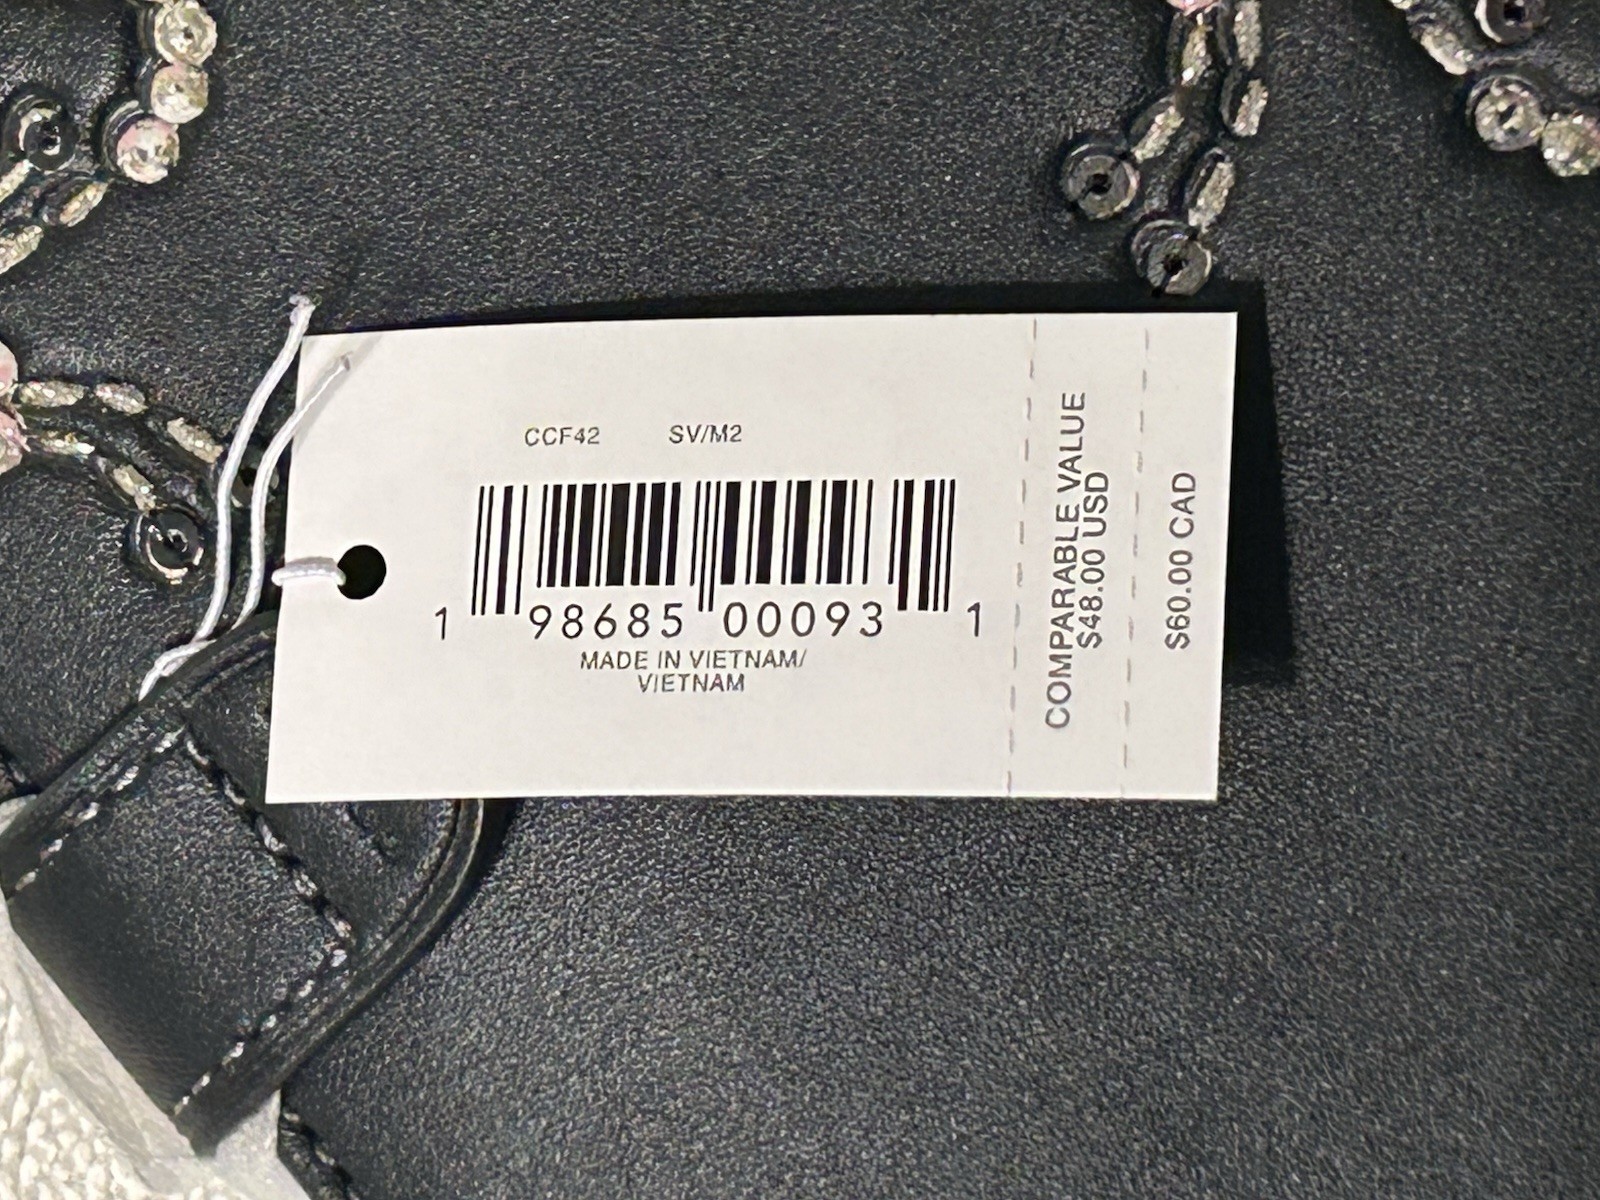 CCF42 SV/M2
1 98685 00093 1
MADE IN VIETNAM/
VIETNAM
COMPARABLE VALUE
$48.00 USD
$60.00 CAD